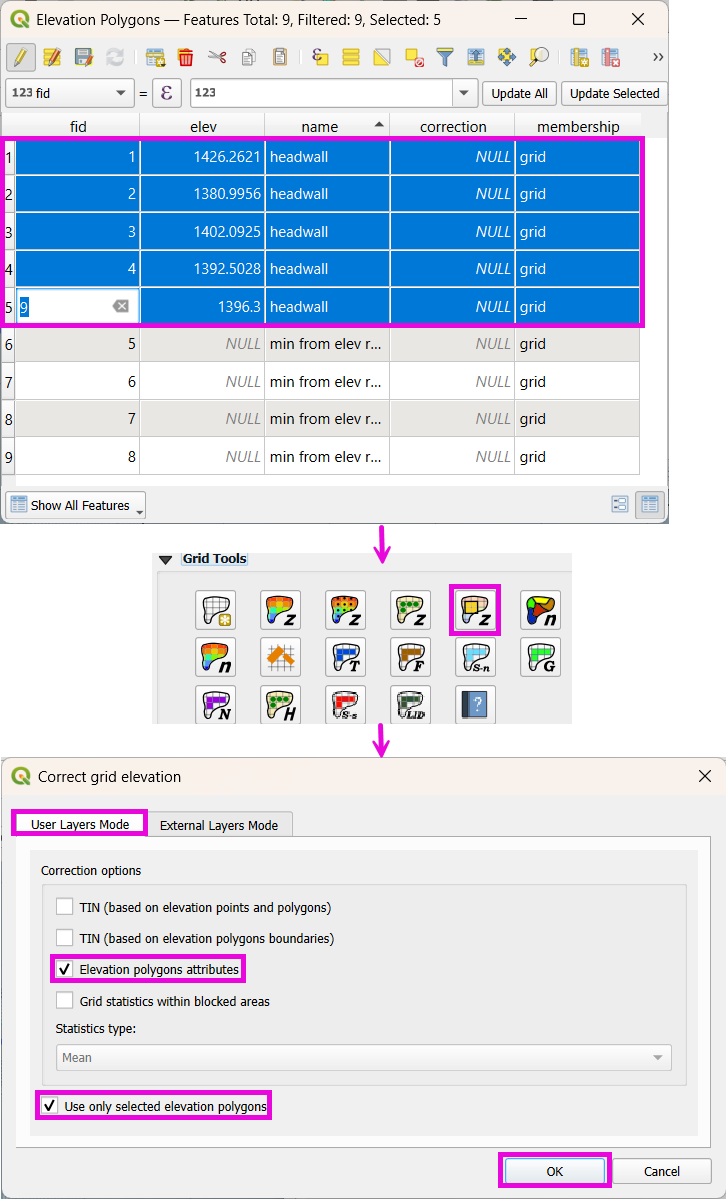 Elevation Polygons — Features Total: 9, Filtered: 9, Selected: 5
123 fid = ε 123 Update All Update Selected
fid elev name correction membership
1 1 1426.2621 headwall NULL grid
2 2 1380.9956 headwall NULL grid
3 3 1402.0925 headwall NULL grid
4 4 1392.5028 headwall NULL grid
5 9 1396.3 headwall NULL grid
6 5 NULL min from elev r... NULL grid
7 6 NULL min from elev r... NULL grid
8 7 NULL min from elev r... NULL grid
9 8 NULL min from elev r... NULL grid
Show All Features
Grid Tools
z z z z n
n T F S-n G
N H S-s LID ?
Correct grid elevation
User Layers Mode External Layers Mode
Correction options
TIN (based on elevation points and polygons)
TIN (based on elevation polygons boundaries)
Elevation polygons attributes
Grid statistics within blocked areas
Statistics type:
Mean
Use only selected elevation polygons
OK Cancel